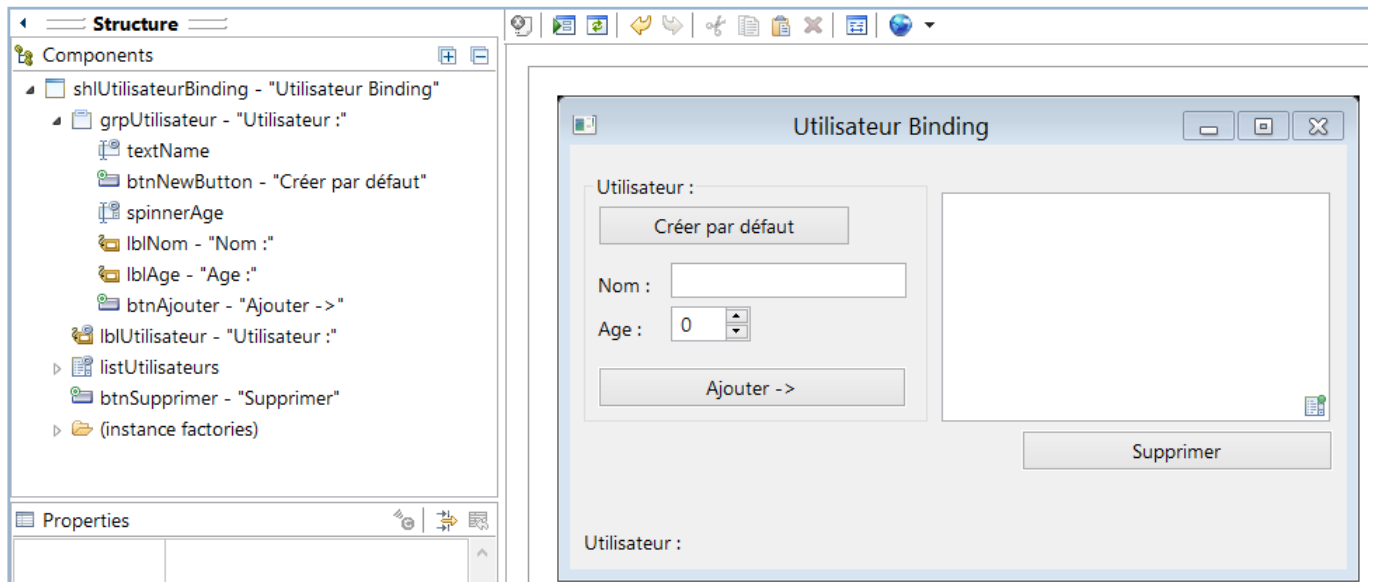 Structure
Components
shlUtilisateurBinding - "Utilisateur Binding"
grpUtilisateur - "Utilisateur :"
textName
btnNewButton - "Créer par défaut"
spinnerAge
lblNom - "Nom :"
lblAge - "Age :"
btnAjouter - "Ajouter ->"
lblUtilisateur - "Utilisateur :"
listUtilisateurs
btnSupprimer - "Supprimer"
(instance factories)
Properties
Utilisateur Binding
Utilisateur :
Créer par défaut
Nom :
Age :
0
Ajouter ->
Supprimer
Utilisateur :